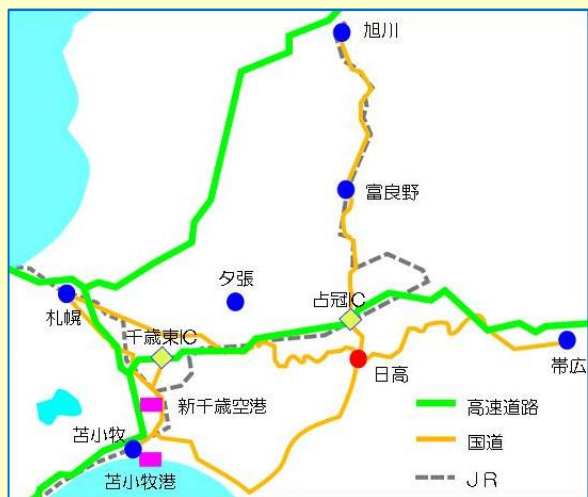 旭川
富良野
夕張
占冠IC
札幌
千歳東IC
日高
帯広
新千歳空港
高速道路
苫小牧
国道
苫小牧港
ＪＲ